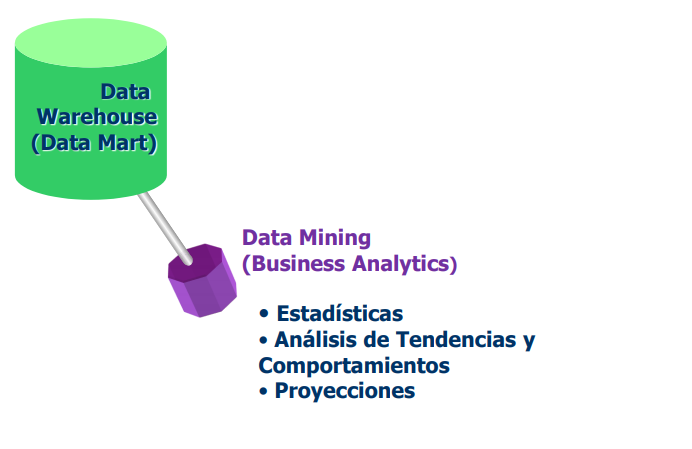 Data
Warehouse
(Data Mart)
Data Mining
(Business Analytics)
• Estadísticas
• Análisis de Tendencias y
Comportamientos
• Proyecciones